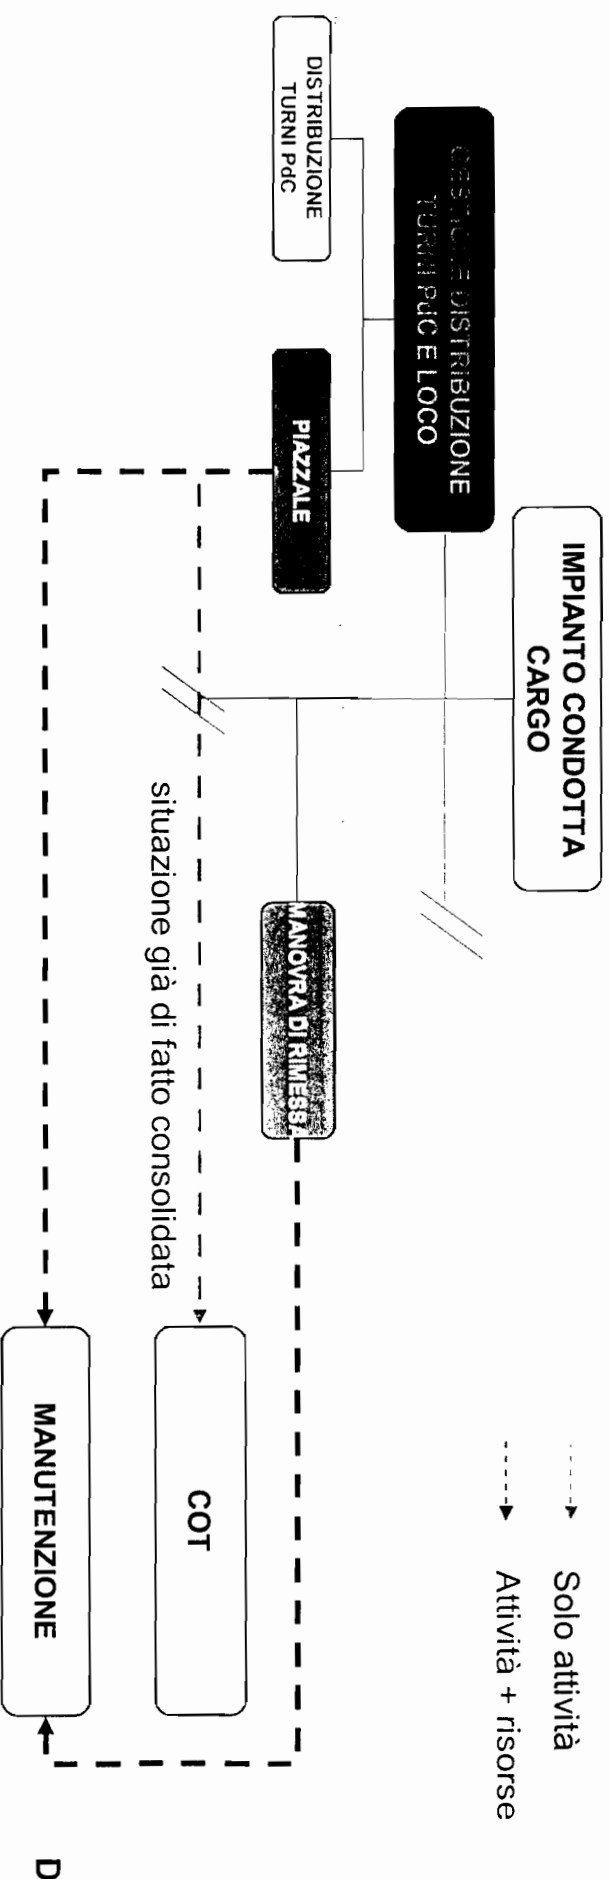 IMPIANTO CONDOTTA
CARGO
GESTIONE DISTRIBUZIONE
TURNI PdC E LOCO
DISTRIBUZIONE
TURNI PdC
PIAZZALE
MANOVRA DI RIMESSA
situazione già di fatto consolidata
COT
MANUTENZIONE
Solo attività
Attività + risorse
D